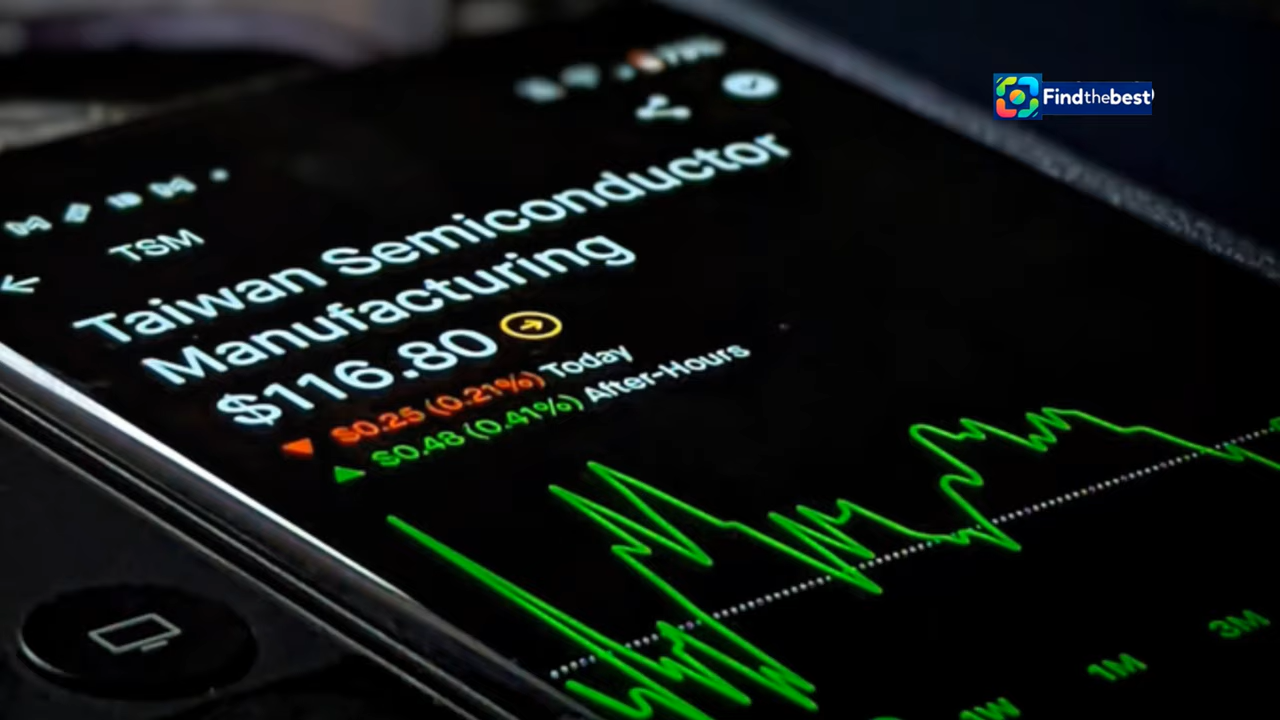 Findthebest
TSM
Taiwan Semiconductor
Manufacturing
$116.80
$0.25 (0.21%) Today
$0.48 (0.41%) After-Hours
1W
1M
3M